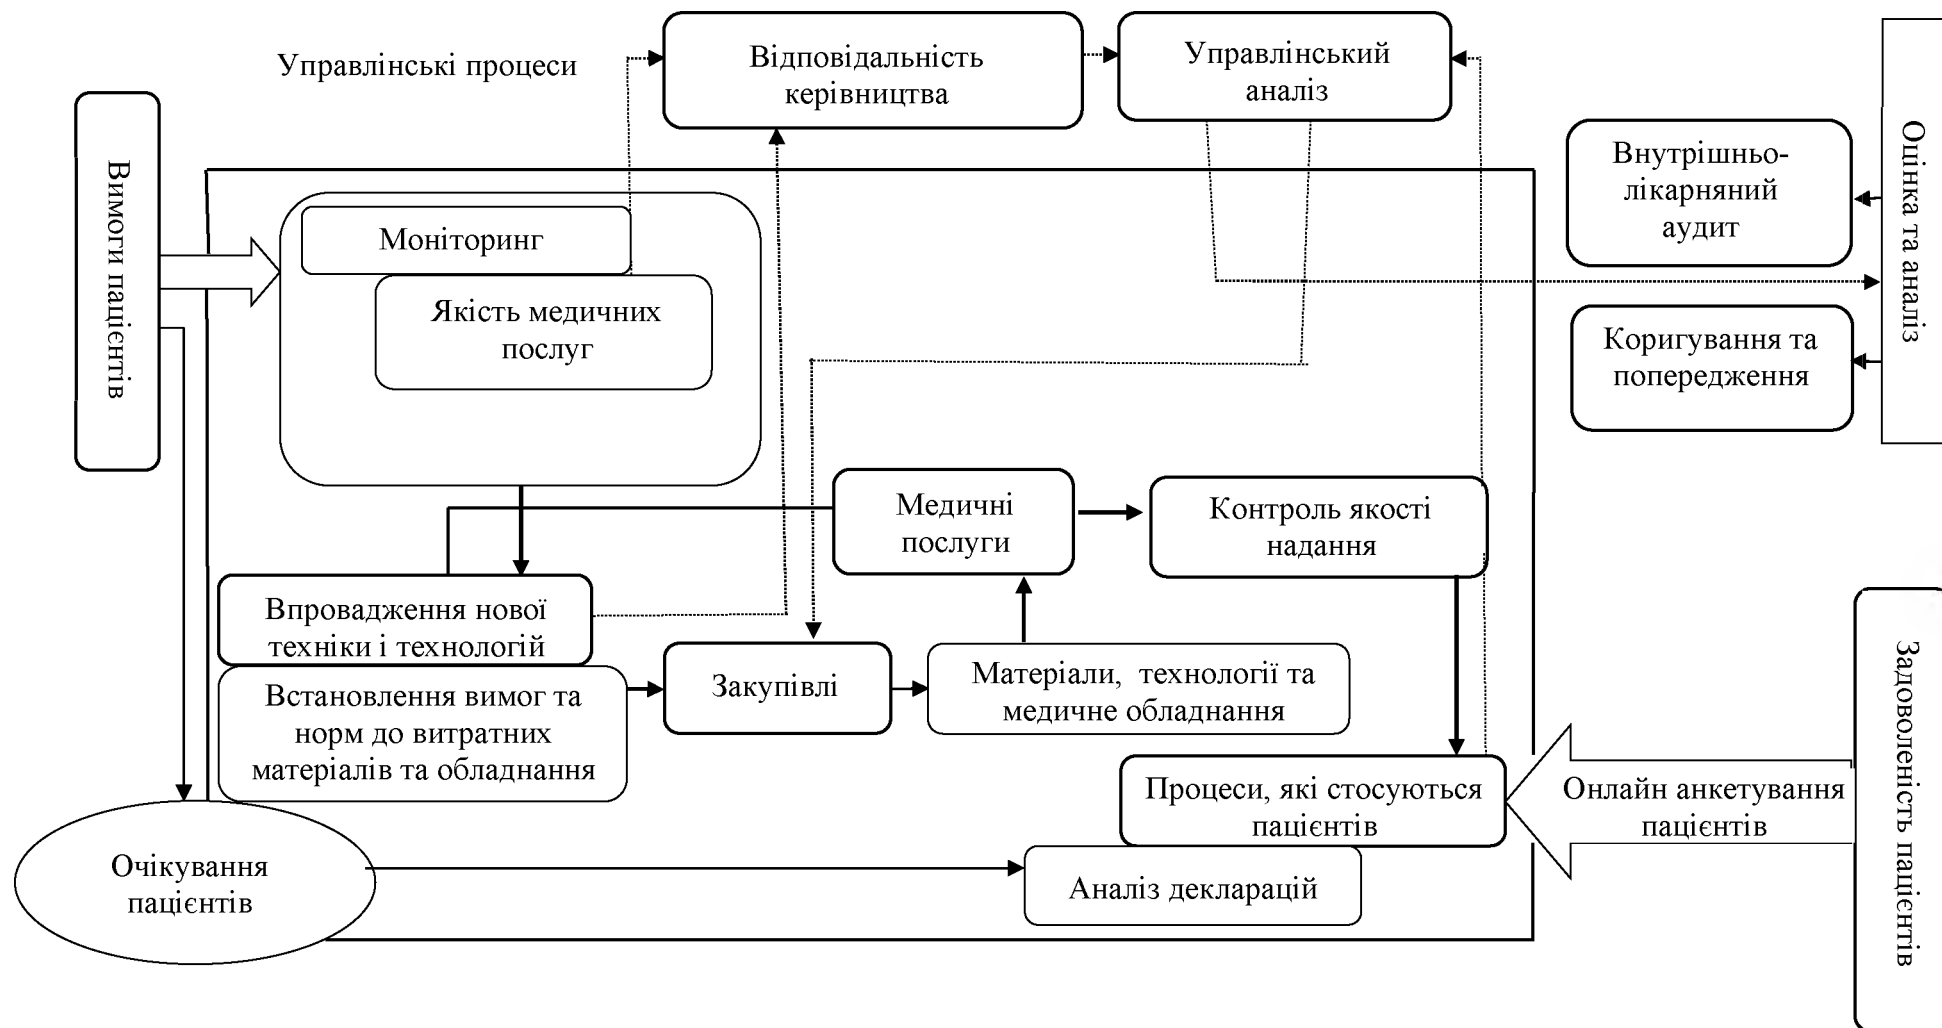 Управлінські процеси
Відповідальність
керівництва
Управлінський
аналіз
Вимоги пацієнтів
Оцінка та аналіз
Внутрішньо-
лікарняний
аудит
Моніторинг
Якість медичних
послуг
Коригування та
попередження
Медичні
послуги
Контроль якості
надання
Впровадження нової
техніки і технологій
Встановлення вимог та
норм до витратних
матеріалів та обладнання
Закупівлі
Матеріали, технології та
медичне обладнання
Процеси, які стосуються
пацієнтів
Онлайн анкетування
пацієнтів
Задоволеність пацієнтів
Очікування
пацієнтів
Аналіз декларацій